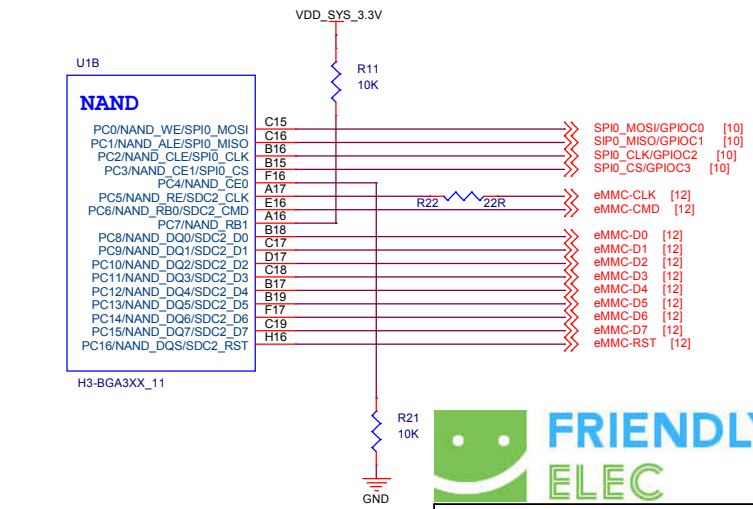 VDD_SYS_3.3V
U1B
R11
10K
NAND
PC0/NAND_WE/SPI0_MOSI C15 SPI0_MOSI/GPIOC0 [10]
PC1/NAND_ALE/SPI0_MISO C16 SIP0_MISO/GPIOC1 [10]
PC2/NAND_CLE/SPI0_CLK B16 SPI0_CLK/GPIOC2 [10]
PC3/NAND_CE1/SPI0_CS B15 SPI0_CS/GPIOC3 [10]
PC4/NAND_CE0 F16
PC5/NAND_RE/SDC2_CLK A17 R22 22R eMMC-CLK [12]
PC6/NAND_RB0/SDC2_CMD E16 eMMC-CMD [12]
PC7/NAND_RB1 A16
PC8/NAND_DQ0/SDC2_D0 B18 eMMC-D0 [12]
PC9/NAND_DQ1/SDC2_D1 C17 eMMC-D1 [12]
PC10/NAND_DQ2/SDC2_D2 D17 eMMC-D2 [12]
PC11/NAND_DQ3/SDC2_D3 C18 eMMC-D3 [12]
PC12/NAND_DQ4/SDC2_D4 B17 eMMC-D4 [12]
PC13/NAND_DQ5/SDC2_D5 B19 eMMC-D5 [12]
PC14/NAND_DQ6/SDC2_D6 F17 eMMC-D6 [12]
PC15/NAND_DQ7/SDC2_D7 C19 eMMC-D7 [12]
PC16/NAND_DQS/SDC2_RST H16 eMMC-RST [12]
H3-BGA3XX_11
R21
10K
GND
FRIENDLY
ELEC